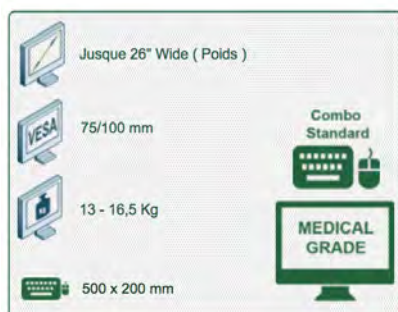 Jusque 26" Wide ( Poids )
VESA
75/100 mm
KG
13 - 16,5 Kg
500 x 200 mm
Combo
Standard
MEDICAL
GRADE